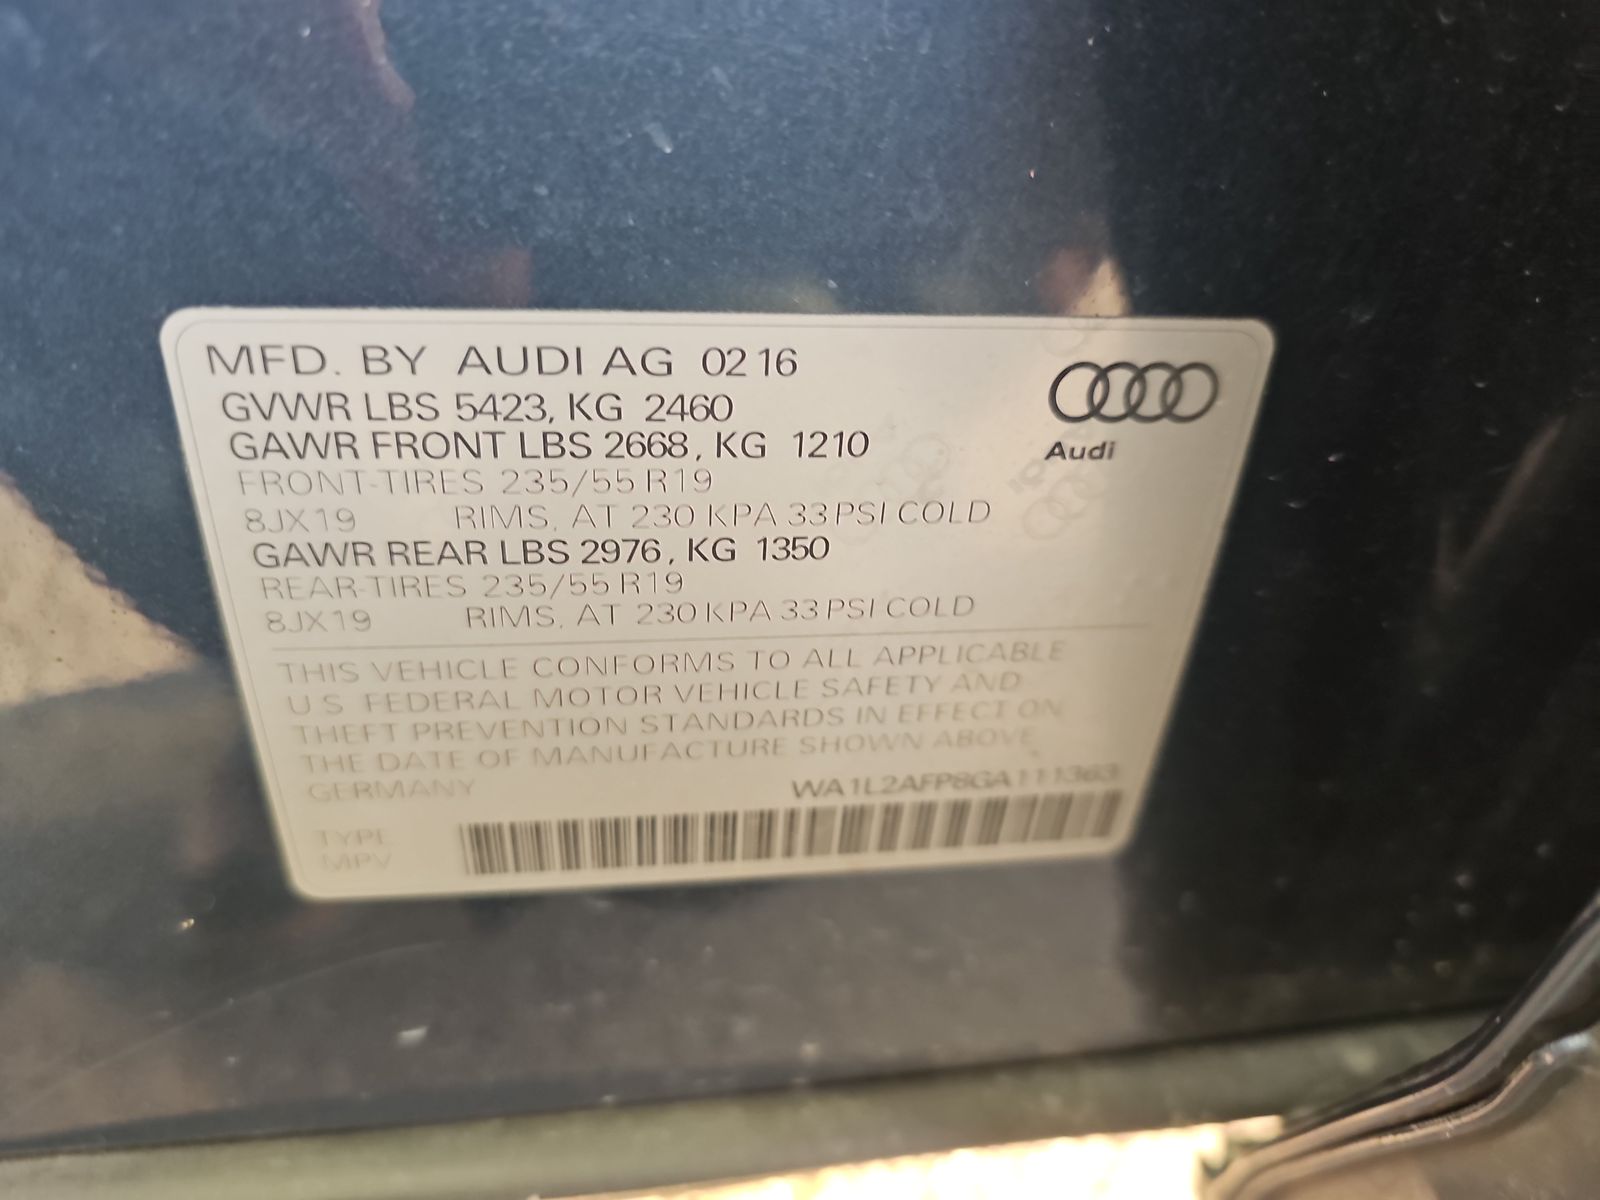 MFD. BY AUDI AG 02 16
GVWR LBS 5423, KG 2460
GAWR FRONT LBS 2668, KG 1210
FRONT-TIRES 235/55 R19
8JX19 RIMS, AT 230 KPA 33 PSI COLD
GAWR REAR LBS 2976, KG 1350
REAR-TIRES 235/55 R19
8JX19 RIMS, AT 230 KPA 33 PSI COLD
Audi
THIS VEHICLE CONFORMS TO ALL APPLICABLE
U S FEDERAL MOTOR VEHICLE SAFETY AND
THEFT PREVENTION STANDARDS IN EFFECT ON
THE DATE OF MANUFACTURE SHOWN ABOVE
GERMANY WA1L2AFP8GA111363
TYPE
MPV